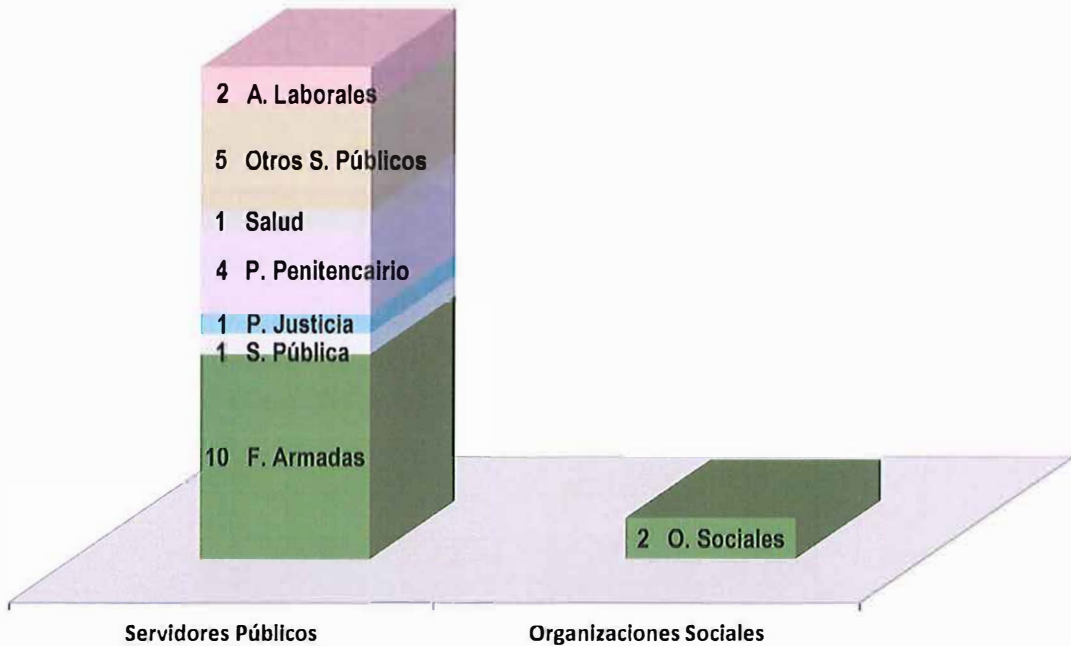 2 A. Laborales
5 Otros S. Públicos
1 Salud
4 P. Penitencairio
1 P. Justicia
1 S. Pública
10 F. Armadas
2 O. Sociales
Servidores Públicos
Organizaciones Sociales